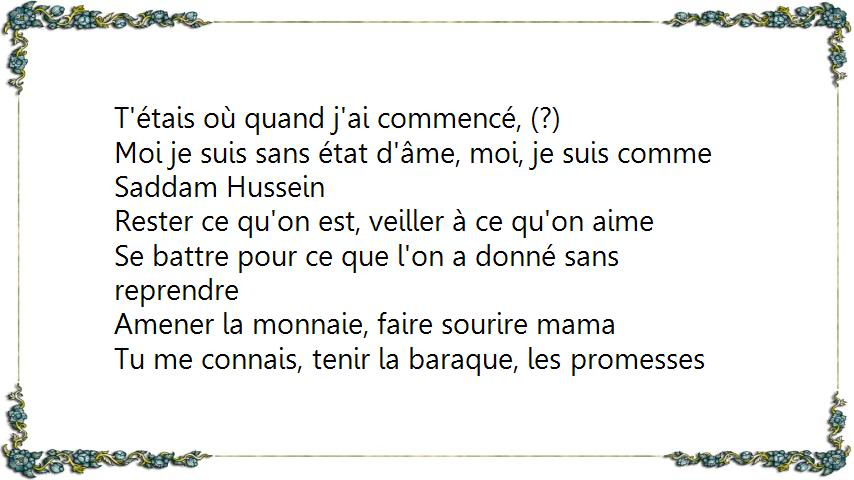 T'étais où quand j'ai commencé, (?)
Moi je suis sans état d'âme, moi, je suis comme
Saddam Hussein
Rester ce qu'on est, veiller à ce qu'on aime
Se battre pour ce que l'on a donné sans
reprendre
Amener la monnaie, faire sourire mama
Tu me connais, tenir la baraque, les promesses